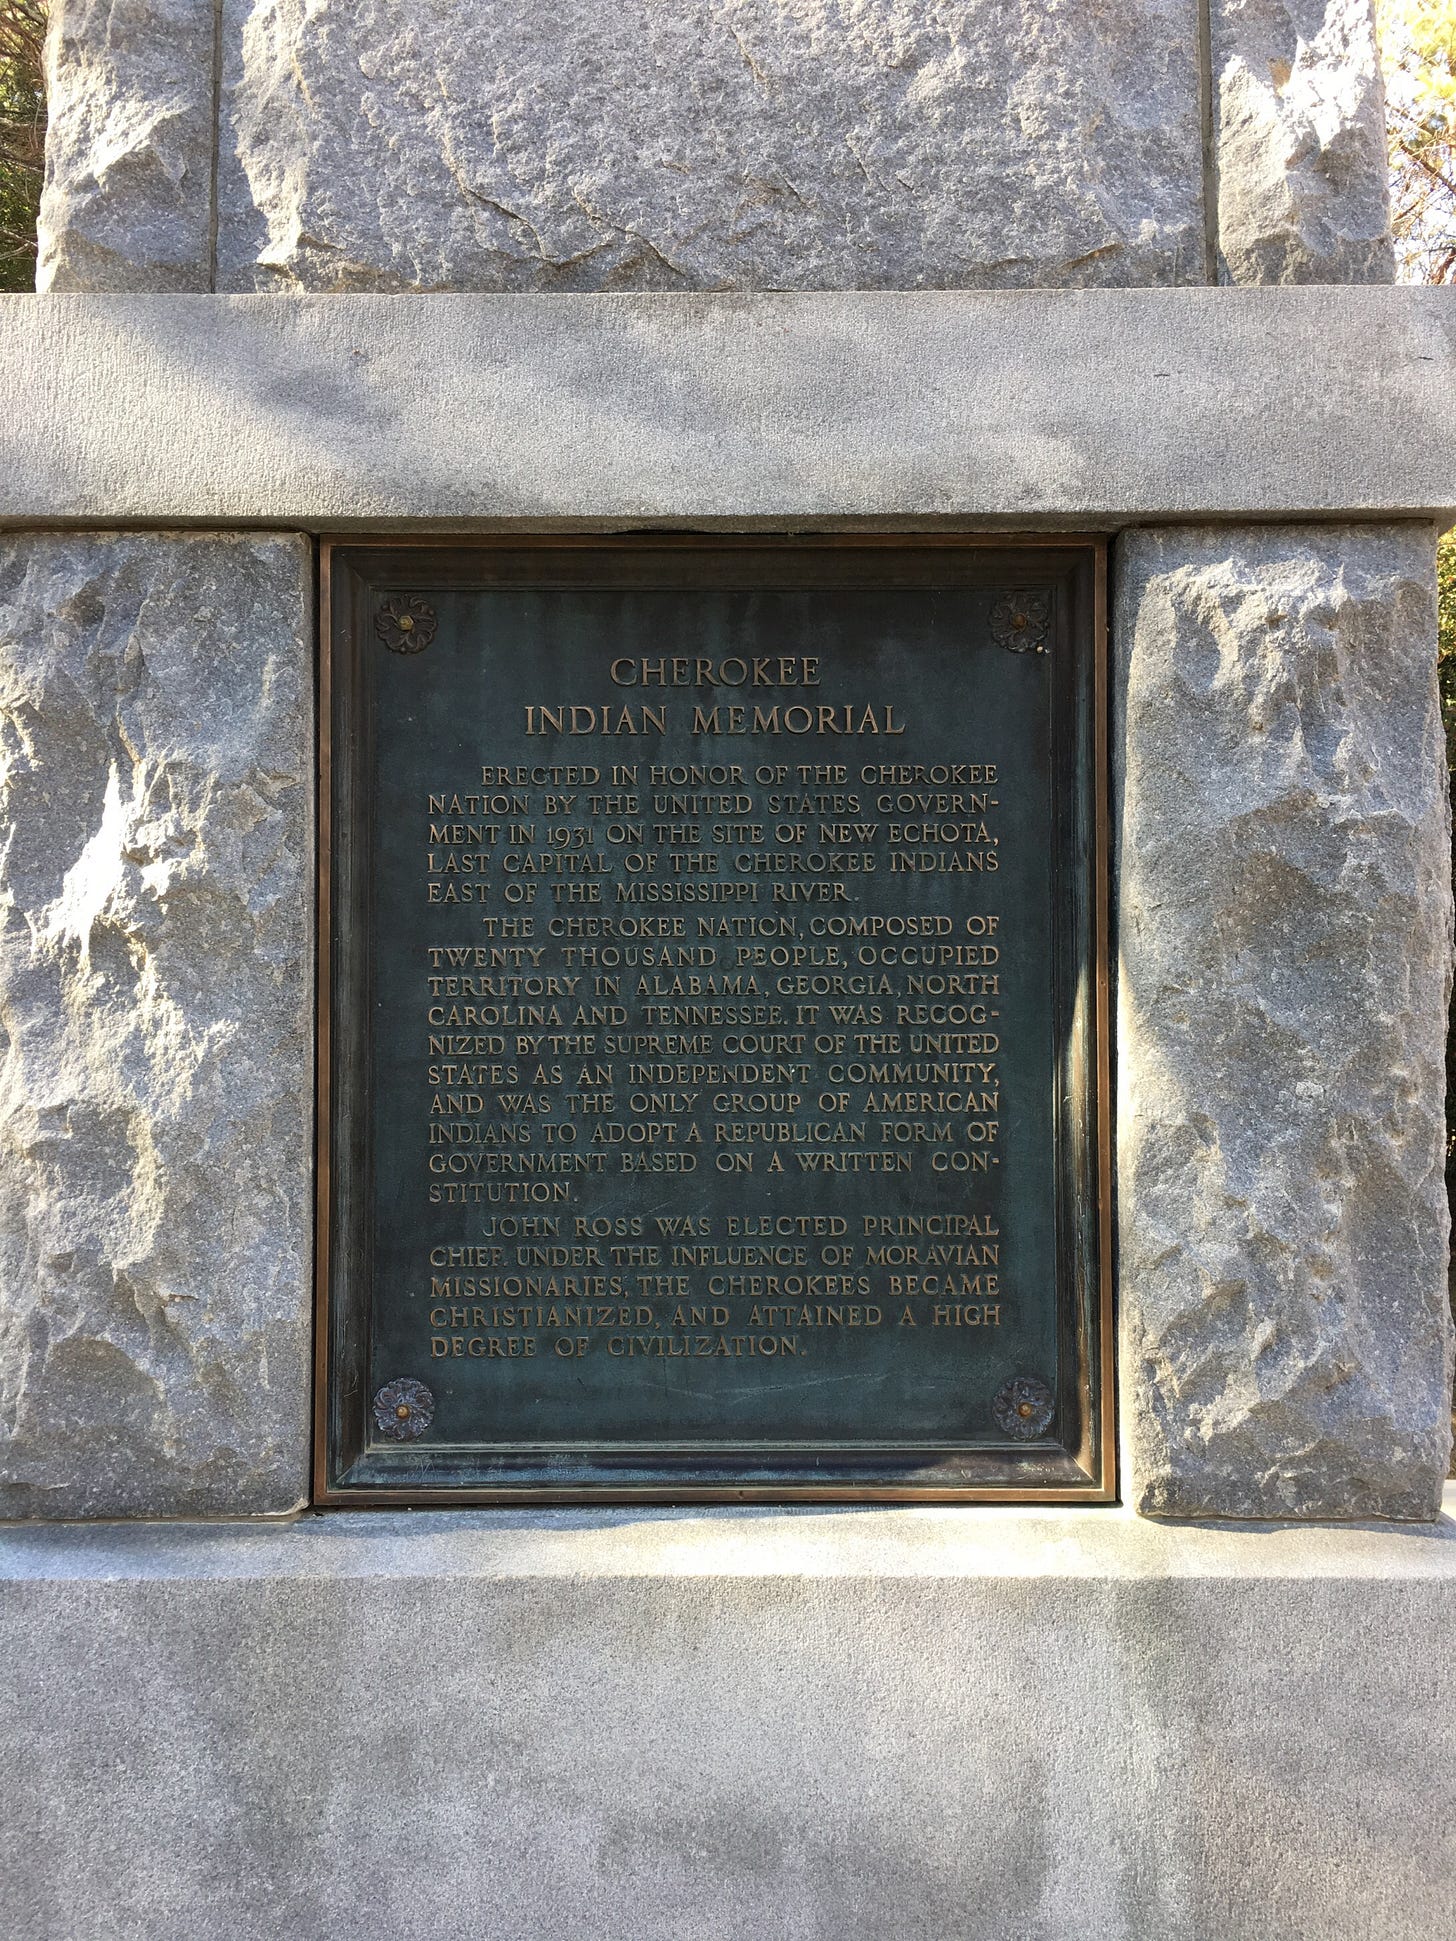 CHEROKEE
INDIAN MEMORIAL
ERECTED IN HONOR OF THE CHEROKEE
NATION BY THE UNITED STATES GOVERN-
MENT IN 1931 ON THE SITE OF NEW ECHOTA,
LAST CAPITAL OF THE CHEROKEE INDIANS
EAST OF THE MISSISSIPPI RIVER.
THE CHEROKEE NATION, COMPOSED OF
TWENTY THOUSAND PEOPLE, OCCUPIED
TERRITORY IN ALABAMA, GEORGIA, NORTH
CAROLINA AND TENNESSEE. IT WAS RECOG-
NIZED BY THE SUPREME COURT OF THE UNITED
STATES AS AN INDEPENDENT COMMUNITY,
AND WAS THE ONLY GROUP OF AMERICAN
INDIANS TO ADOPT A REPUBLICAN FORM OF
GOVERNMENT BASED ON A WRITTEN CON-
STITUTION.
JOHN ROSS WAS ELECTED PRINCIPAL
CHIEF. UNDER THE INFLUENCE OF MORAVIAN
MISSIONARIES, THE CHEROKEES BECAME
CHRISTIANIZED, AND ATTAINED A HIGH
DEGREE OF CIVILIZATION.